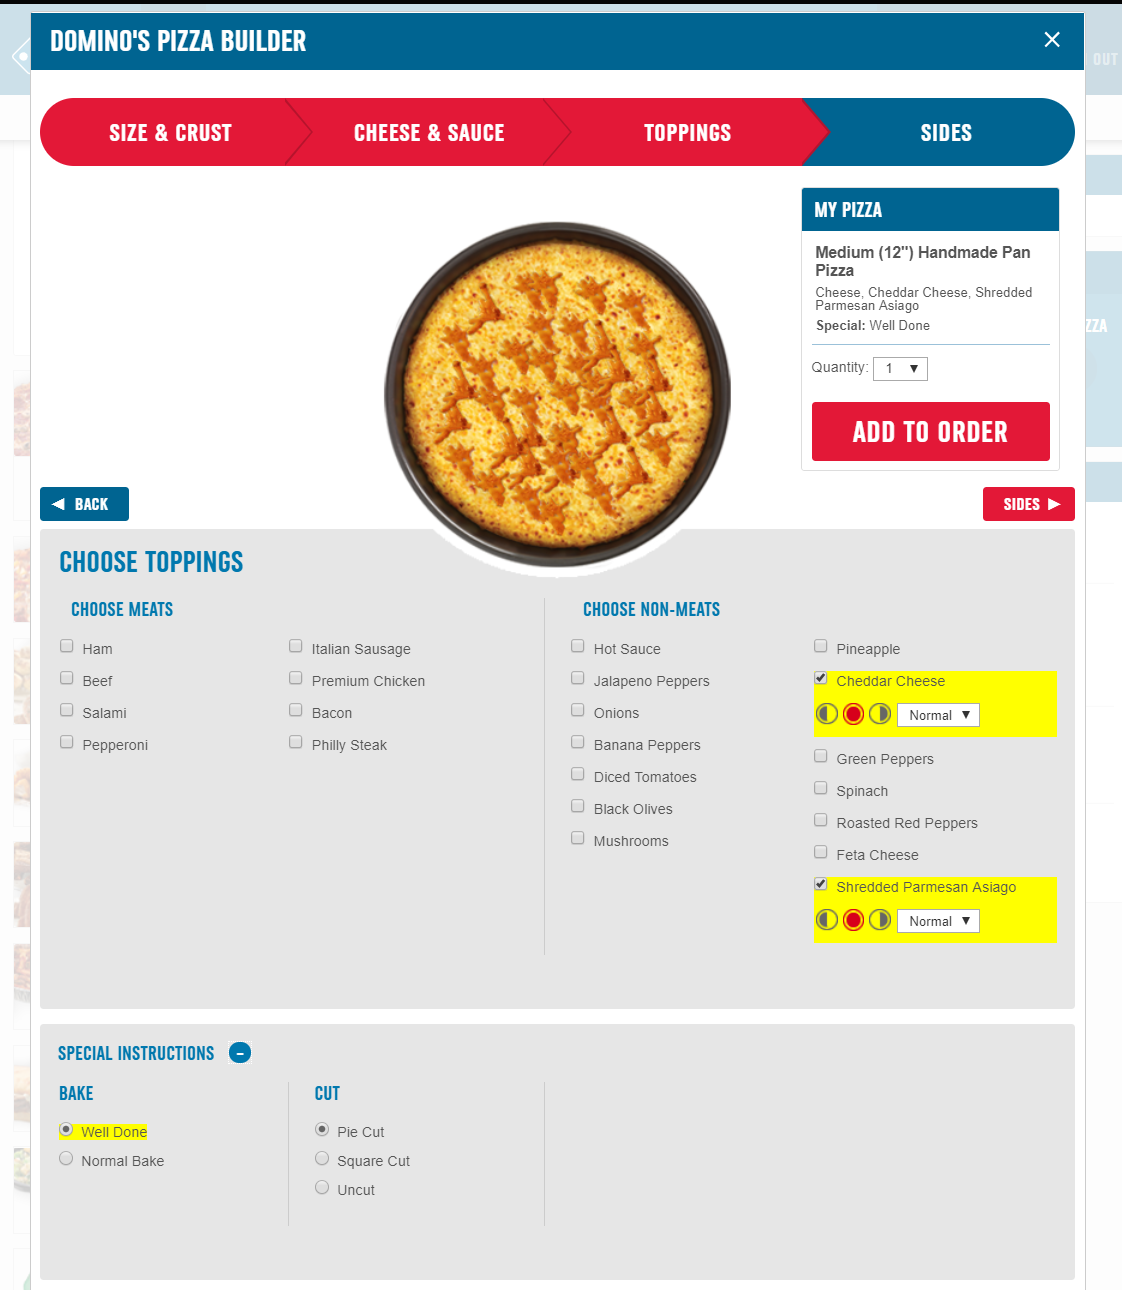 DOMINO'S PIZZA BUILDER
OUT
SIZE & CRUST
CHEESE & SAUCE
TOPPINGS
SIDES
MY PIZZA
Medium (12") Handmade Pan
Pizza
Cheese, Cheddar Cheese, Shredded
Parmesan Asiago
Special: Well Done
Quantity: 1
ADD TO ORDER
ZZA
BACK
SIDES
CHOOSE TOPPINGS
CHOOSE MEATS
Ham
Beef
Salami
Pepperoni
Italian Sausage
Premium Chicken
Bacon
Philly Steak
CHOOSE NON-MEATS
Hot Sauce
Jalapeno Peppers
Onions
Banana Peppers
Diced Tomatoes
Black Olives
Mushrooms
Pineapple
Cheddar Cheese
Normal
Green Peppers
Spinach
Roasted Red Peppers
Feta Cheese
Shredded Parmesan Asiago
Normal
SPECIAL INSTRUCTIONS
BAKE
Well Done
Normal Bake
CUT
Pie Cut
Square Cut
Uncut